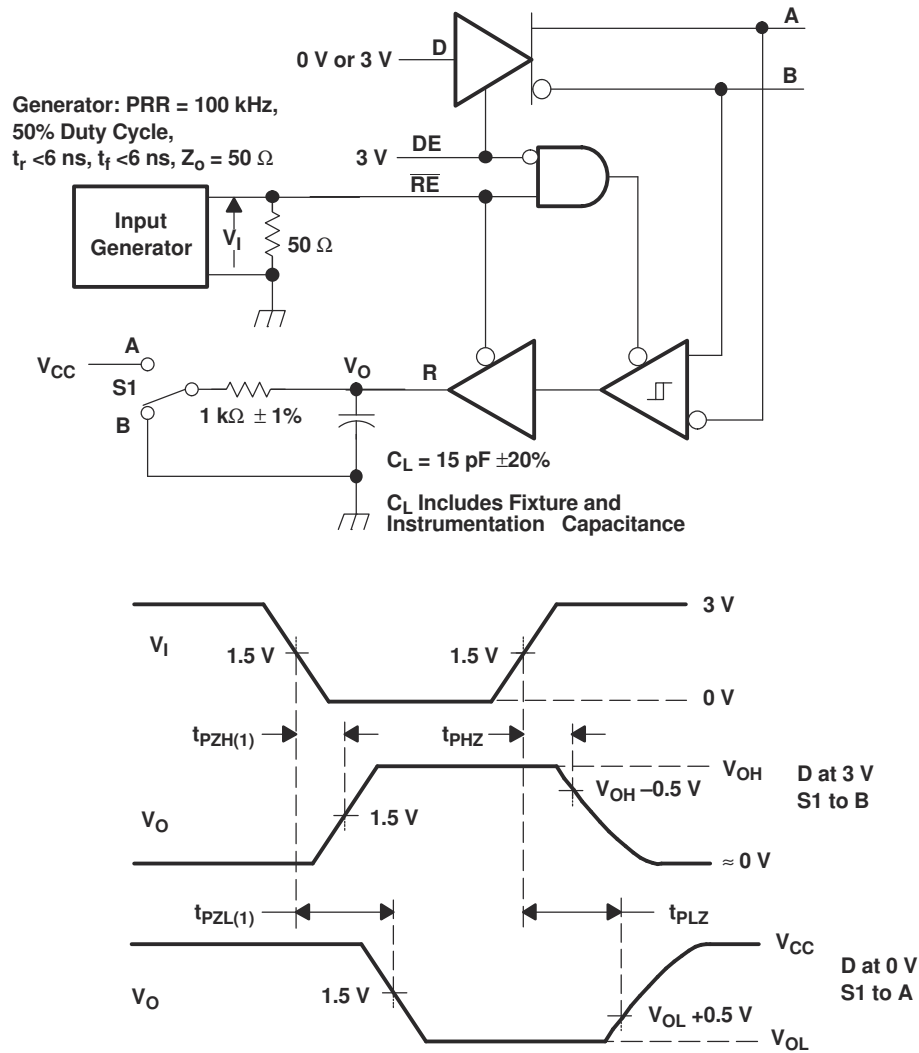 A
D
0 V or 3 V
B
Generator: PRR = 100 kHz,
50% Duty Cycle,
t_r <6 ns, t_f <6 ns, Z_o = 50 Ω
DE
3 V
R̅E̅
Input
Generator
V_I
50 Ω
A
V_CC
S1
B
1 kΩ ± 1%
V_O
R
C_L = 15 pF ±20%
C_L Includes Fixture and
Instrumentation Capacitance
3 V
V_I
1.5 V
1.5 V
0 V
t_PZH(1)
t_PHZ
V_OH
D at 3 V
S1 to B
V_OH −0.5 V
V_O
1.5 V
≈ 0 V
t_PZL(1)
t_PLZ
V_CC
D at 0 V
S1 to A
V_O
1.5 V
V_OL +0.5 V
V_OL